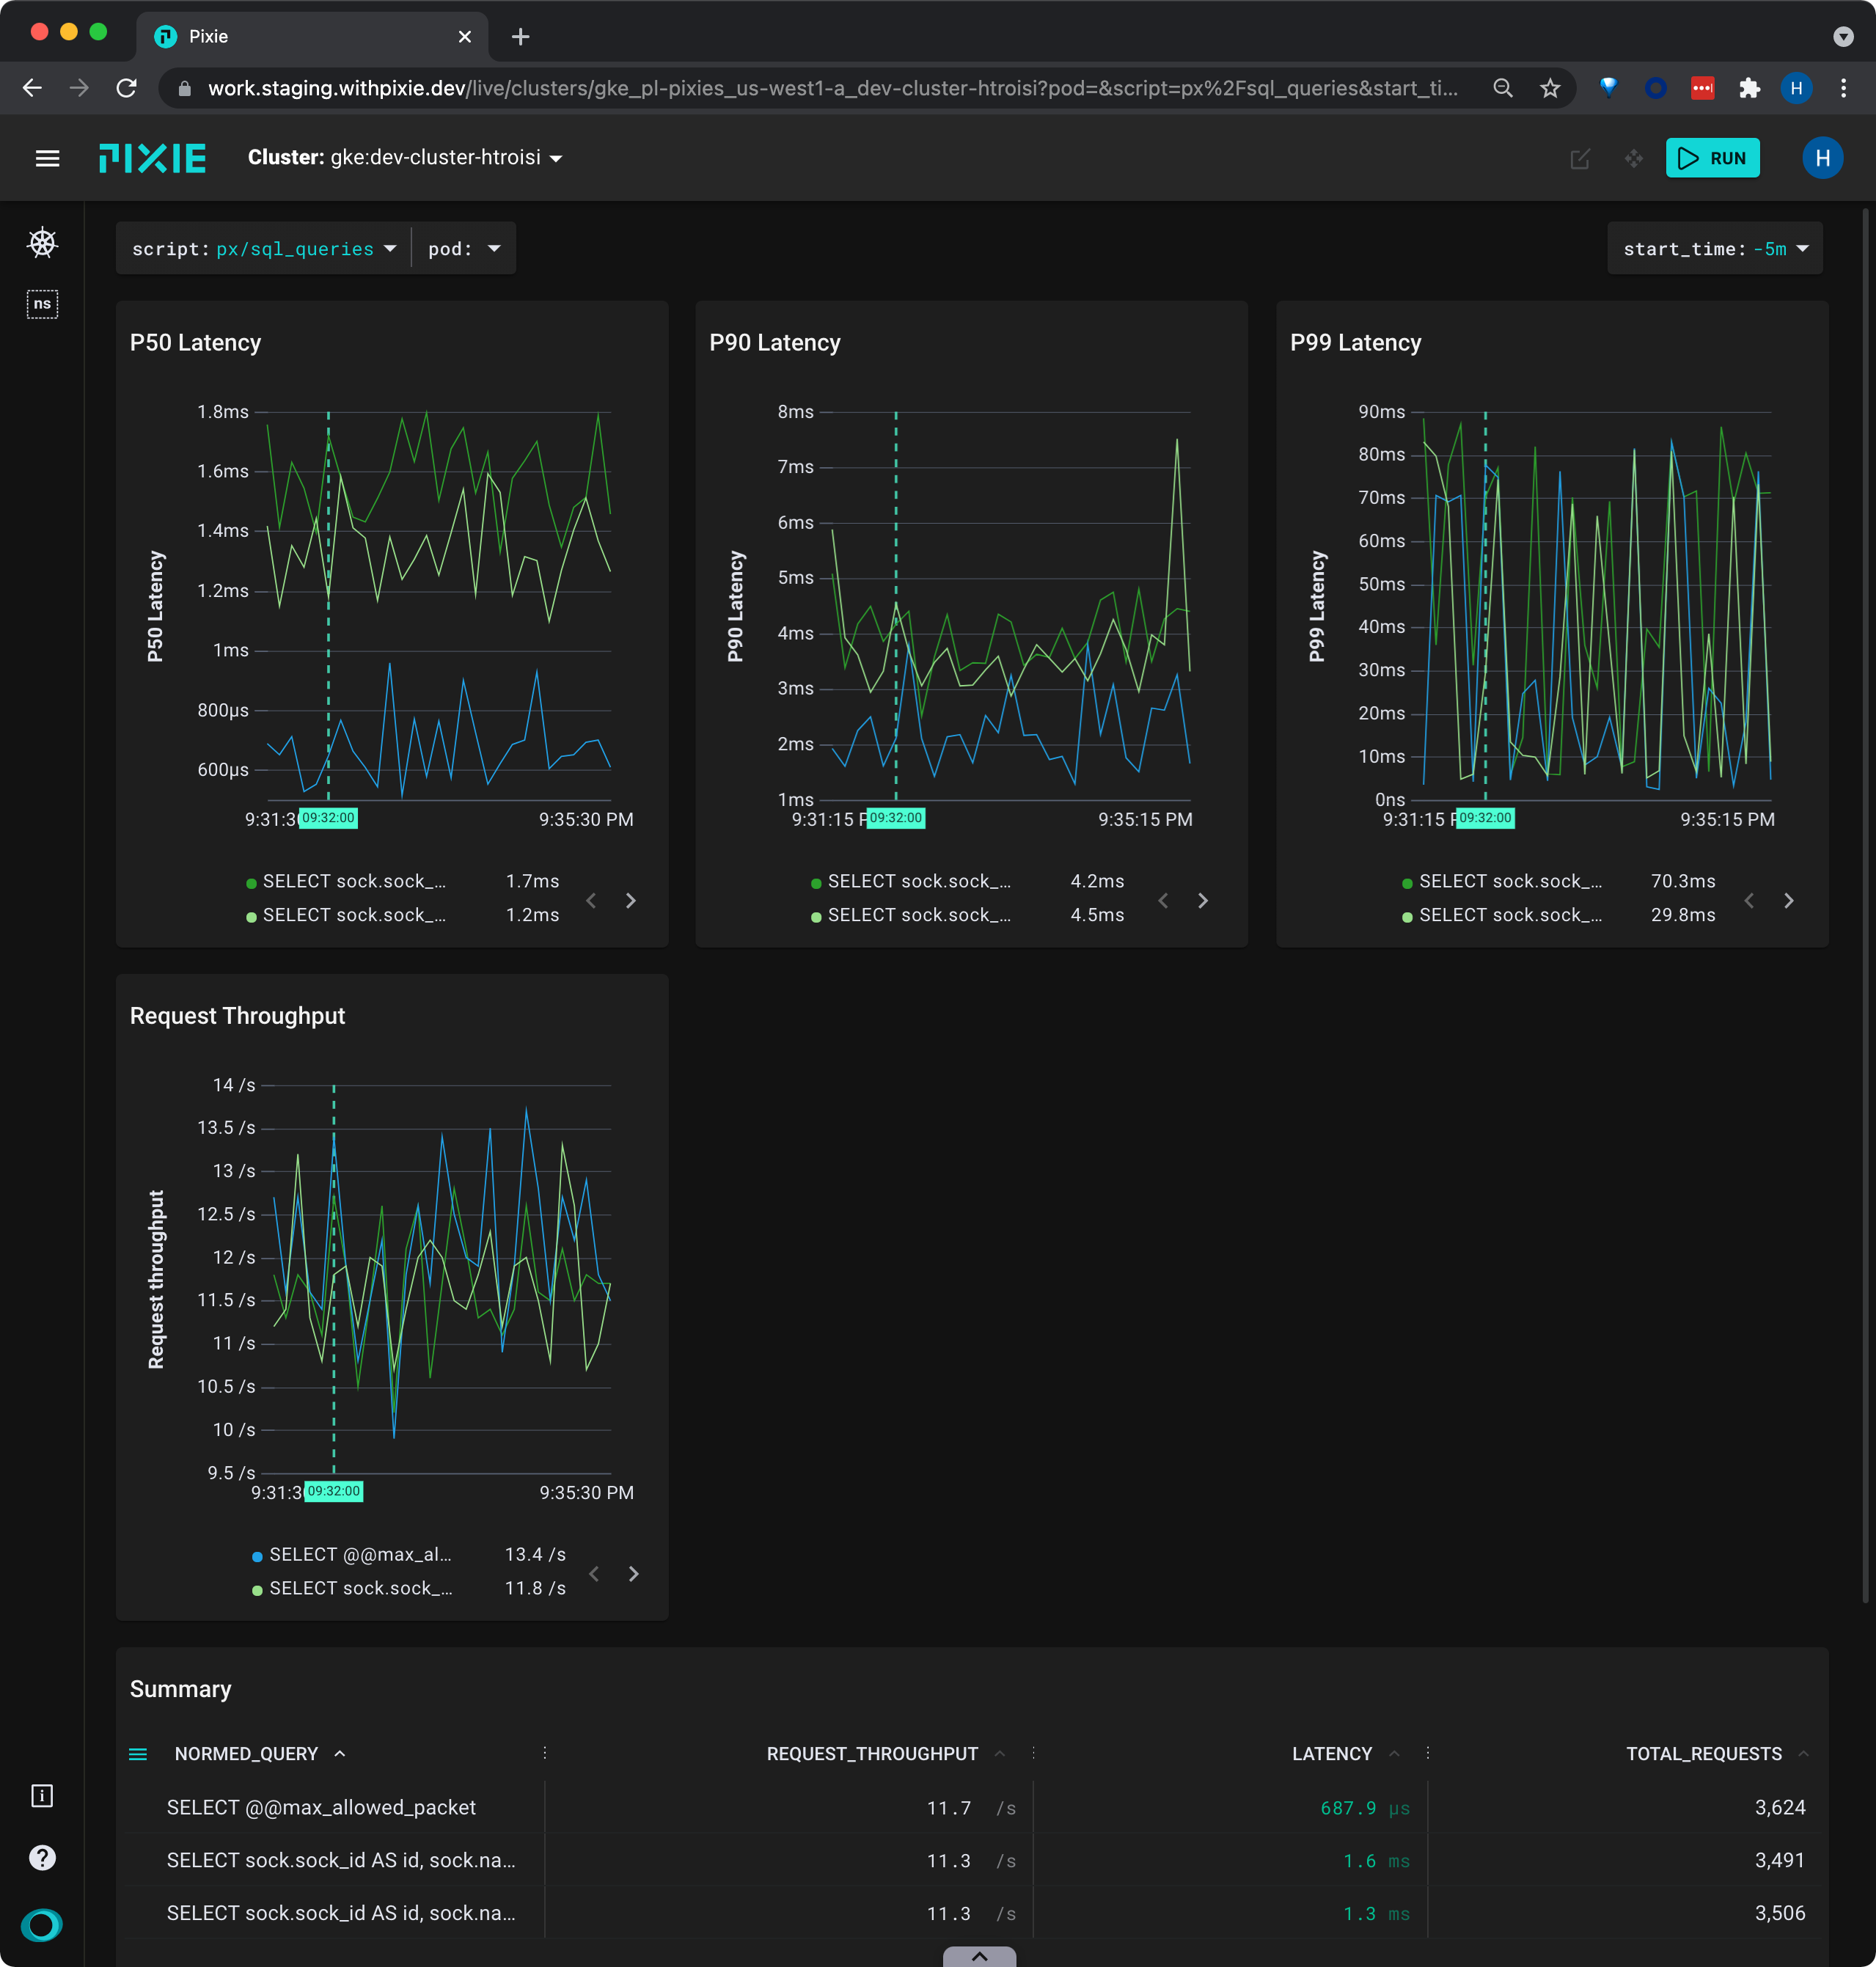 Pixie
work.staging.withpixie.dev/live/clusters/gke_pl-pixies_us-west1-a_dev-cluster-htroisi?pod=&script=px%2Fsql_queries&start_ti...
H
PIXIE
Cluster: gke:dev-cluster-htroisi
RUN
H
ns
script: px/sql_queries
pod:
start_time: -5m
P50 Latency
1.8ms
1.6ms
1.4ms
1.2ms
1ms
800µs
600µs
P50 Latency
9:31:30
09:32:00
9:35:30 PM
SELECT sock.sock_... 1.7ms
SELECT sock.sock_... 1.2ms
P90 Latency
8ms
7ms
6ms
5ms
4ms
3ms
2ms
1ms
P90 Latency
9:31:15 P
09:32:00
9:35:15 PM
SELECT sock.sock_... 4.2ms
SELECT sock.sock_... 4.5ms
P99 Latency
90ms
80ms
70ms
60ms
50ms
40ms
30ms
20ms
10ms
0ns
P99 Latency
9:31:15 P
09:32:00
9:35:15 PM
SELECT sock.sock_... 70.3ms
SELECT sock.sock_... 29.8ms
Request Throughput
14 /s
13.5 /s
13 /s
12.5 /s
12 /s
11.5 /s
11 /s
10.5 /s
10 /s
9.5 /s
Request throughput
9:31:30
09:32:00
9:35:30 PM
SELECT @@max_al... 13.4 /s
SELECT sock.sock_... 11.8 /s
Summary
NORMED_QUERY REQUEST_THROUGHPUT LATENCY TOTAL_REQUESTS
SELECT @@max_allowed_packet 11.7 /s 687.9 µs 3,624
SELECT sock.sock_id AS id, sock.na... 11.3 /s 1.6 ms 3,491
SELECT sock.sock_id AS id, sock.na... 11.3 /s 1.3 ms 3,506